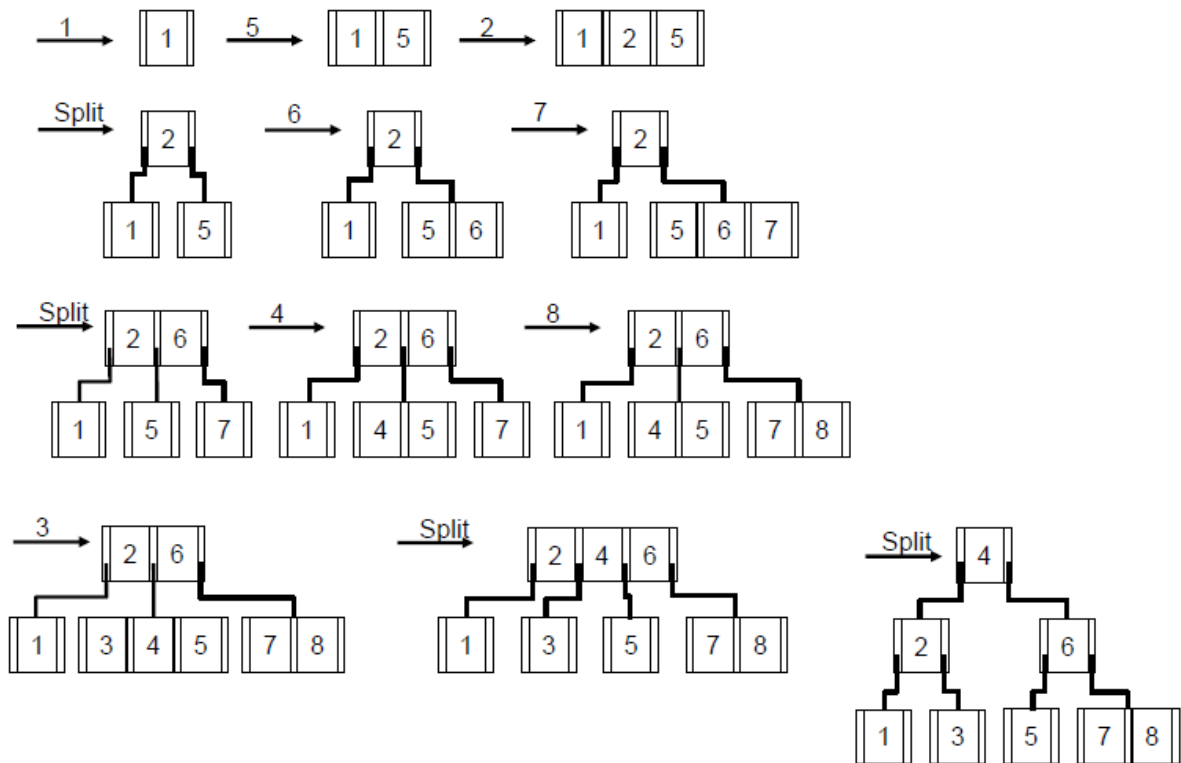 1 1 5 1 5 2 1 2 5
Split 2 6 2 7 2
1 5 1 5 6 1 5 6 7
Split 2 6 4 2 6 8 2 6
1 5 7 1 4 5 7 1 4 5 7 8
3 2 6 Split 2 4 6 Split 4
1 3 4 5 7 8 1 3 5 7 8 2 6
1 3 5 7 8